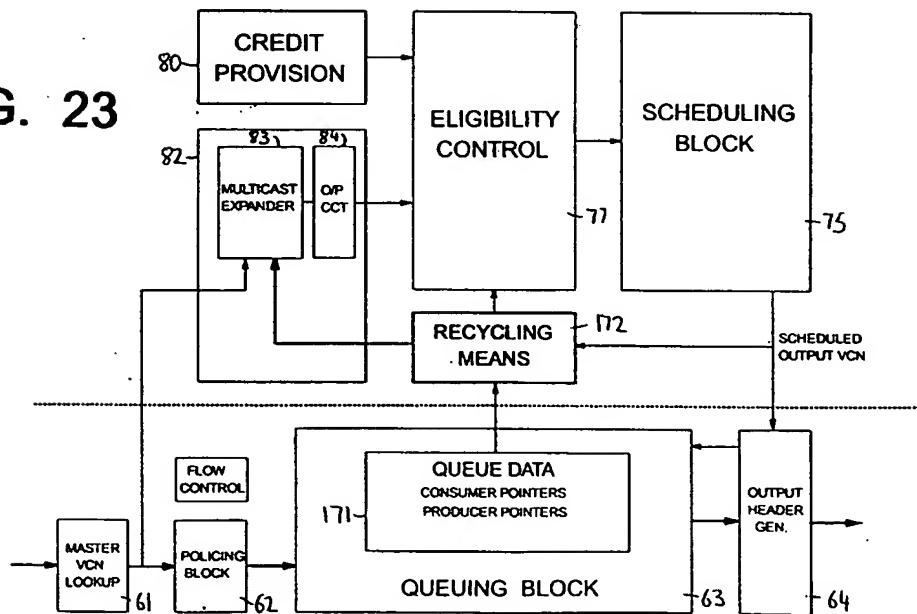 G. 23
80
CREDIT
PROVISION
82
83
84
MULTICAST
EXPANDER
O/P
CCT
ELIGIBILITY
CONTROL
77
SCHEDULING
BLOCK
75
RECYCLING
MEANS
172
SCHEDULED
OUTPUT VCN
FLOW
CONTROL
MASTER
VCN
LOOKUP
61
POLICING
BLOCK
62
171
QUEUE DATA
CONSUMER POINTERS
PRODUCER POINTERS
QUEUING BLOCK
63
OUTPUT
HEADER
GEN.
64